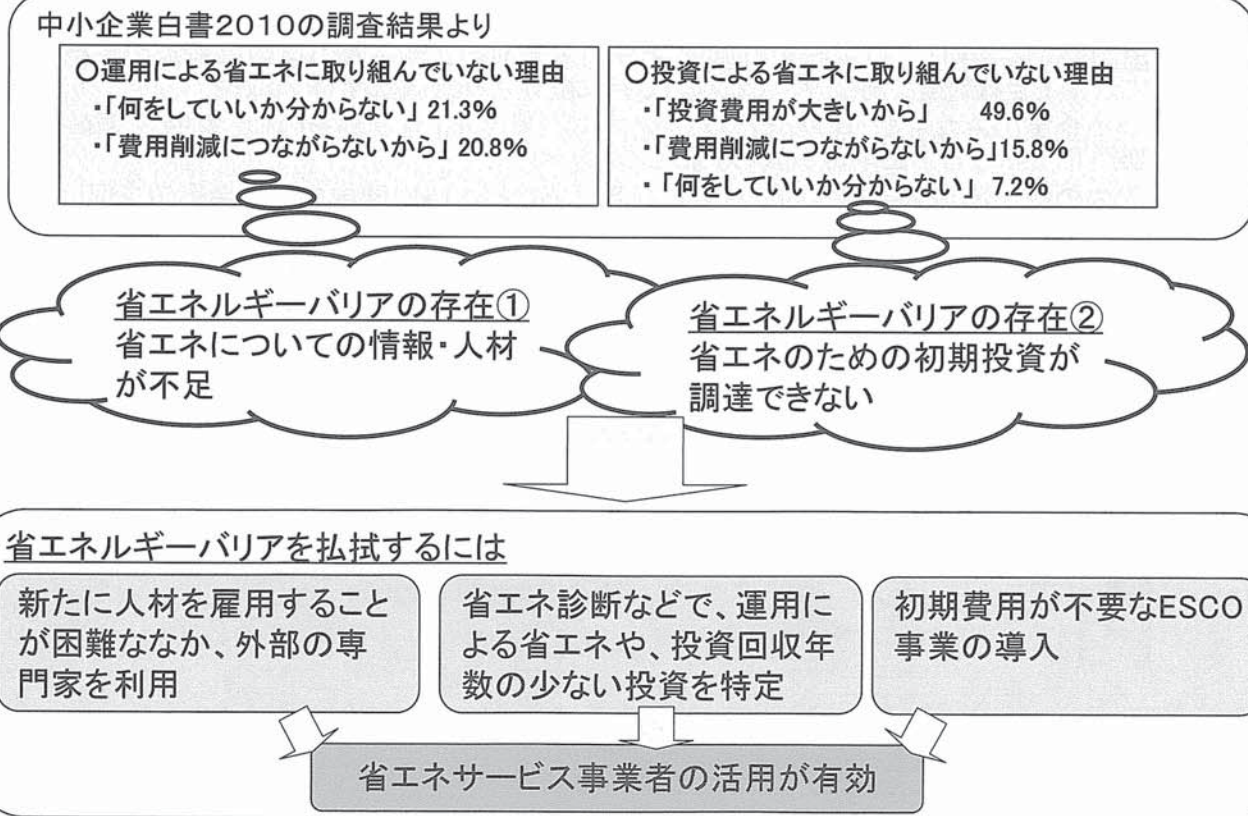 中小企業白書2010の調査結果より
○運用による省エネに取り組んでいない理由
・「何をしていいか分からない」 21.3%
・「費用削減につながらないから」 20.8%
○投資による省エネに取り組んでいない理由
・「投資費用が大きいから」 49.6%
・「費用削減につながらないから」15.8%
・「何をしていいか分からない」 7.2%
省エネルギーバリアの存在①
省エネについての情報・人材
が不足
省エネルギーバリアの存在②
省エネのための初期投資が
調達できない
省エネルギーバリアを払拭するには
新たに人材を雇用すること
が困難ななか、外部の専
門家を利用
省エネ診断などで、運用に
よる省エネや、投資回収年
数の少ない投資を特定
初期費用が不要なESCO
事業の導入
省エネサービス事業者の活用が有効